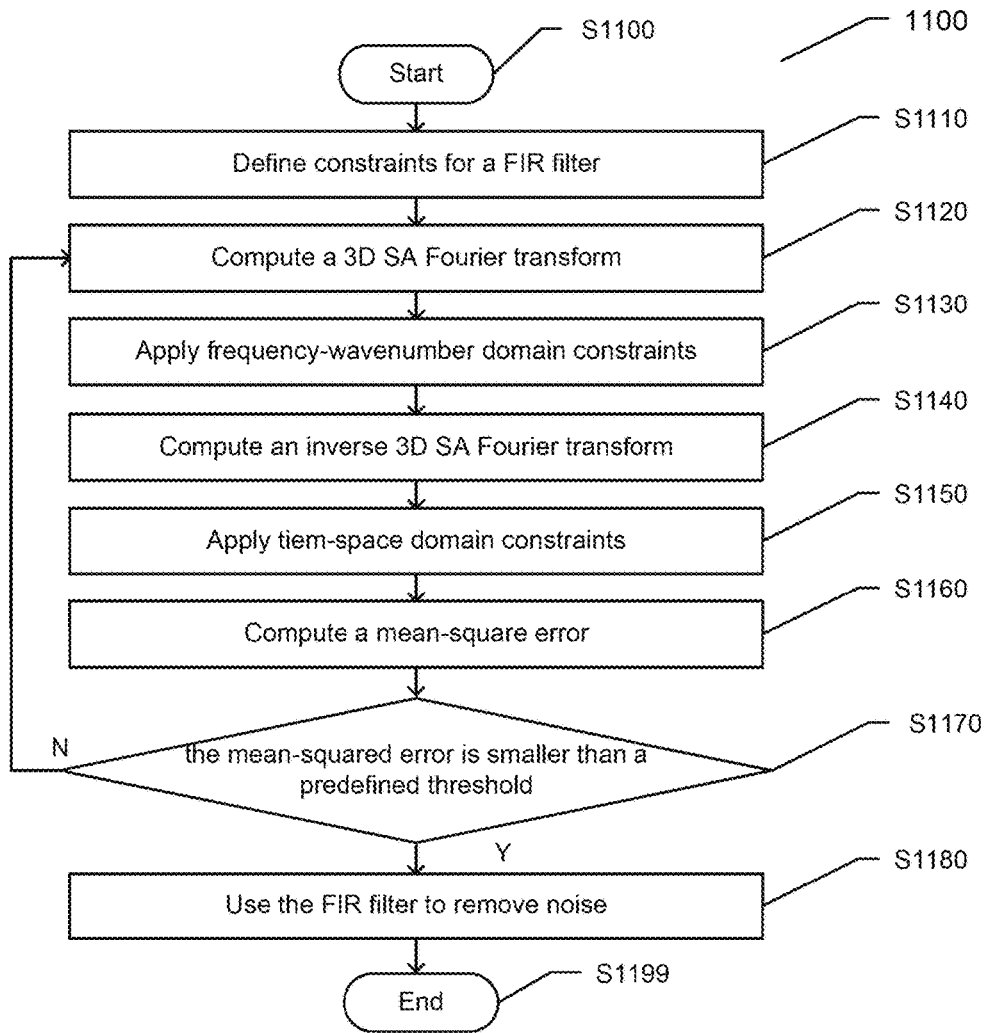 S1100
1100
Start
S1110
Define constraints for a FIR filter
S1120
Compute a 3D SA Fourier transform
S1130
Apply frequency-wavenumber domain constraints
S1140
Compute an inverse 3D SA Fourier transform
S1150
Apply tiem-space domain constraints
S1160
Compute a mean-square error
S1170
N
the mean-squared error is smaller than a
predefined threshold
Y
S1180
Use the FIR filter to remove noise
S1199
End